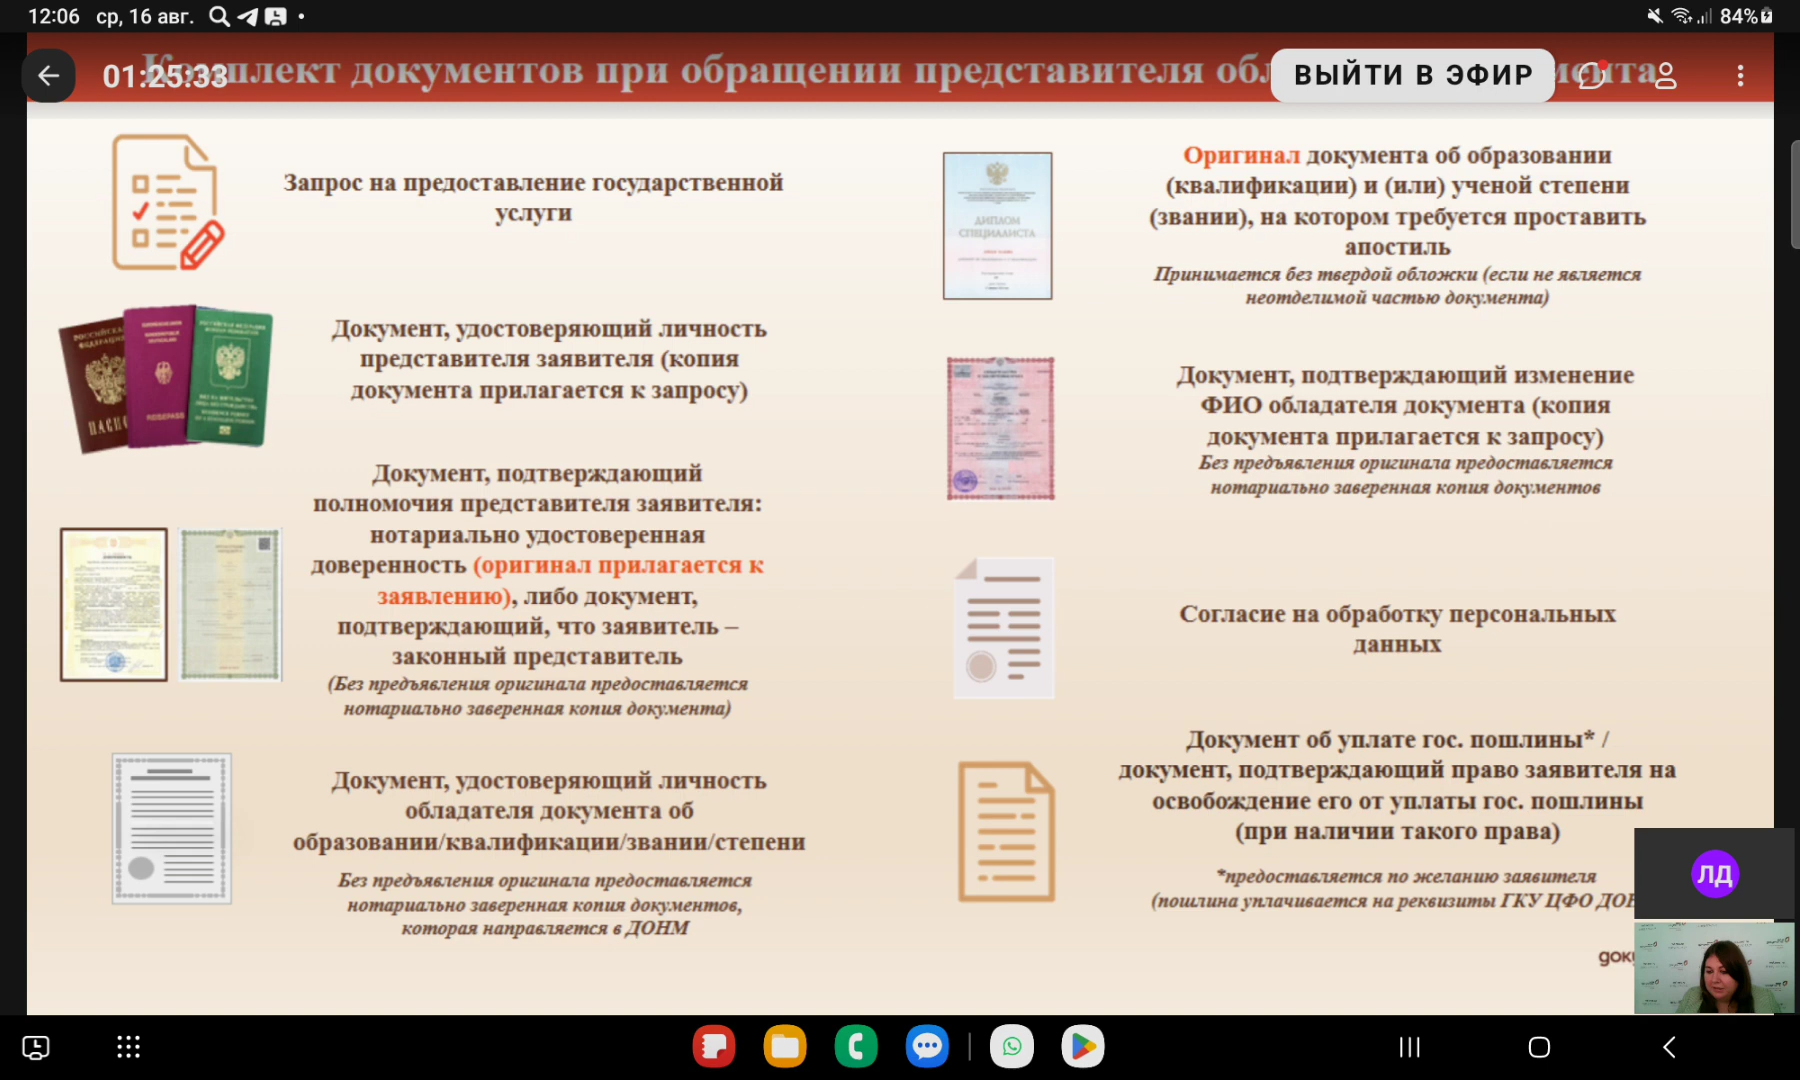 12:06 ср, 16 авг.
84%
01:25:33
Комплект документов при обращении представителя
ВЫЙТИ В ЭФИР
Запрос на предоставление государственной
услуги
Документ, удостоверяющий личность
представителя заявителя (копия
документа прилагается к запросу)
Документ, подтверждающий
полномочия представителя заявителя:
нотариально удостоверенная
доверенность (оригинал прилагается к
заявлению), либо документ,
подтверждающий, что заявитель –
законный представитель
(Без предъявления оригинала предоставляется
нотариально заверенная копия документа)
Документ, удостоверяющий личность
обладателя документа об
образовании/квалификации/звании/степени
Без предъявления оригинала предоставляется
нотариально заверенная копия документов,
которая направляется в ДОНМ
ДИПЛОМ
СПЕЦИАЛИСТА
Оригинал документа об образовании
(квалификации) и (или) ученой степени
(звании), на котором требуется проставить
апостиль
Принимается без твердой обложки (если не является
неотделимой частью документа)
Документ, подтверждающий изменение
ФИО обладателя документа (копия
документа прилагается к запросу)
Без предъявления оригинала предоставляется
нотариально заверенная копия документов
Согласие на обработку персональных
данных
Документ об уплате гос. пошлины* /
документ, подтверждающий право заявителя на
освобождение его от уплаты гос. пошлины
(при наличии такого права)
*предоставляется по желанию заявителя
(пошлина уплачивается на реквизиты ГКУ ЦФО
ЛД